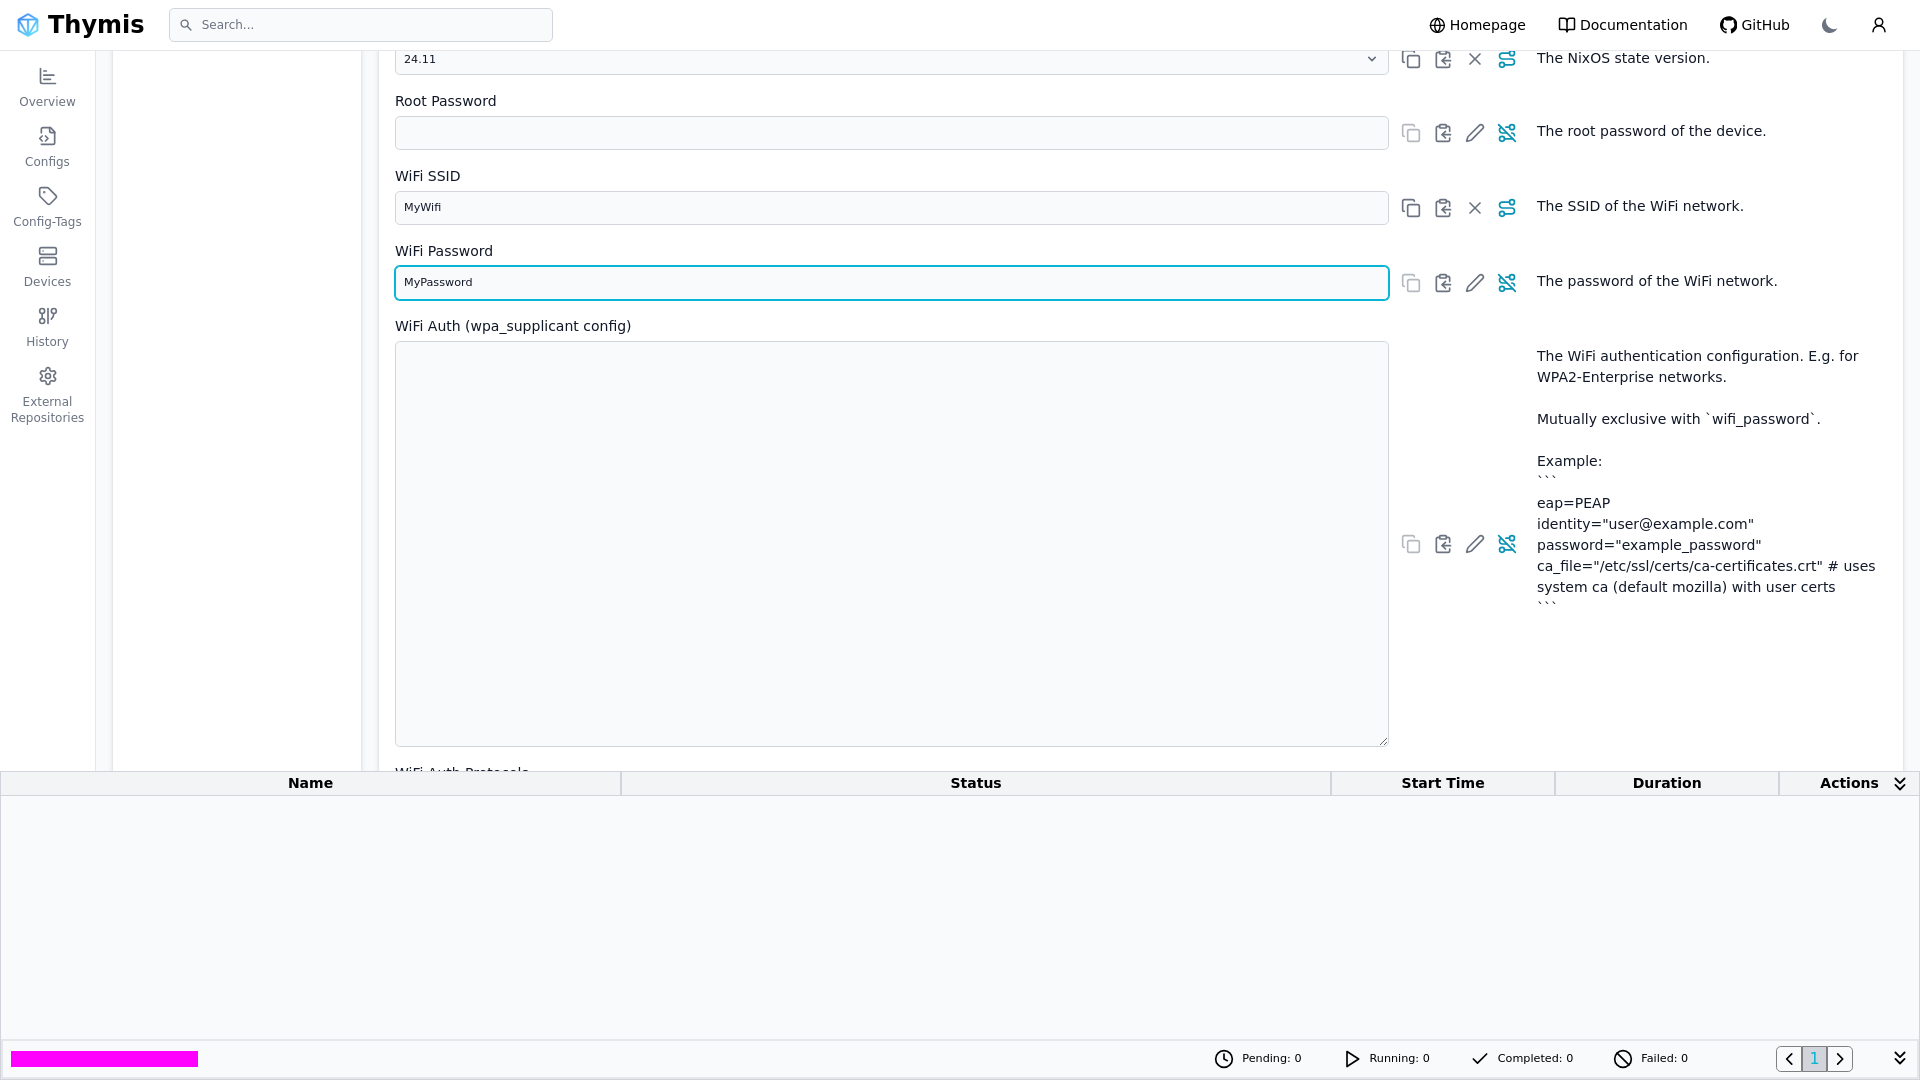 Thymis
Search...
Homepage
Documentation
GitHub
Overview
Configs
Config-Tags
Devices
History
External
Repositories
24.11
The NixOS state version.
Root Password
The root password of the device.
WiFi SSID
MyWifi
The SSID of the WiFi network.
WiFi Password
MyPassword
The password of the WiFi network.
WiFi Auth (wpa_supplicant config)
The WiFi authentication configuration. E.g. for
WPA2-Enterprise networks.
Mutually exclusive with `wifi_password`.
Example:
```
eap=PEAP
identity="user@example.com"
password="example_password"
ca_file="/etc/ssl/certs/ca-certificates.crt" # uses
system ca (default mozilla) with user certs
```
WiFi Auth Protocols
Name
Status
Start Time
Duration
Actions
Pending: 0
Running: 0
Completed: 0
Failed: 0
1